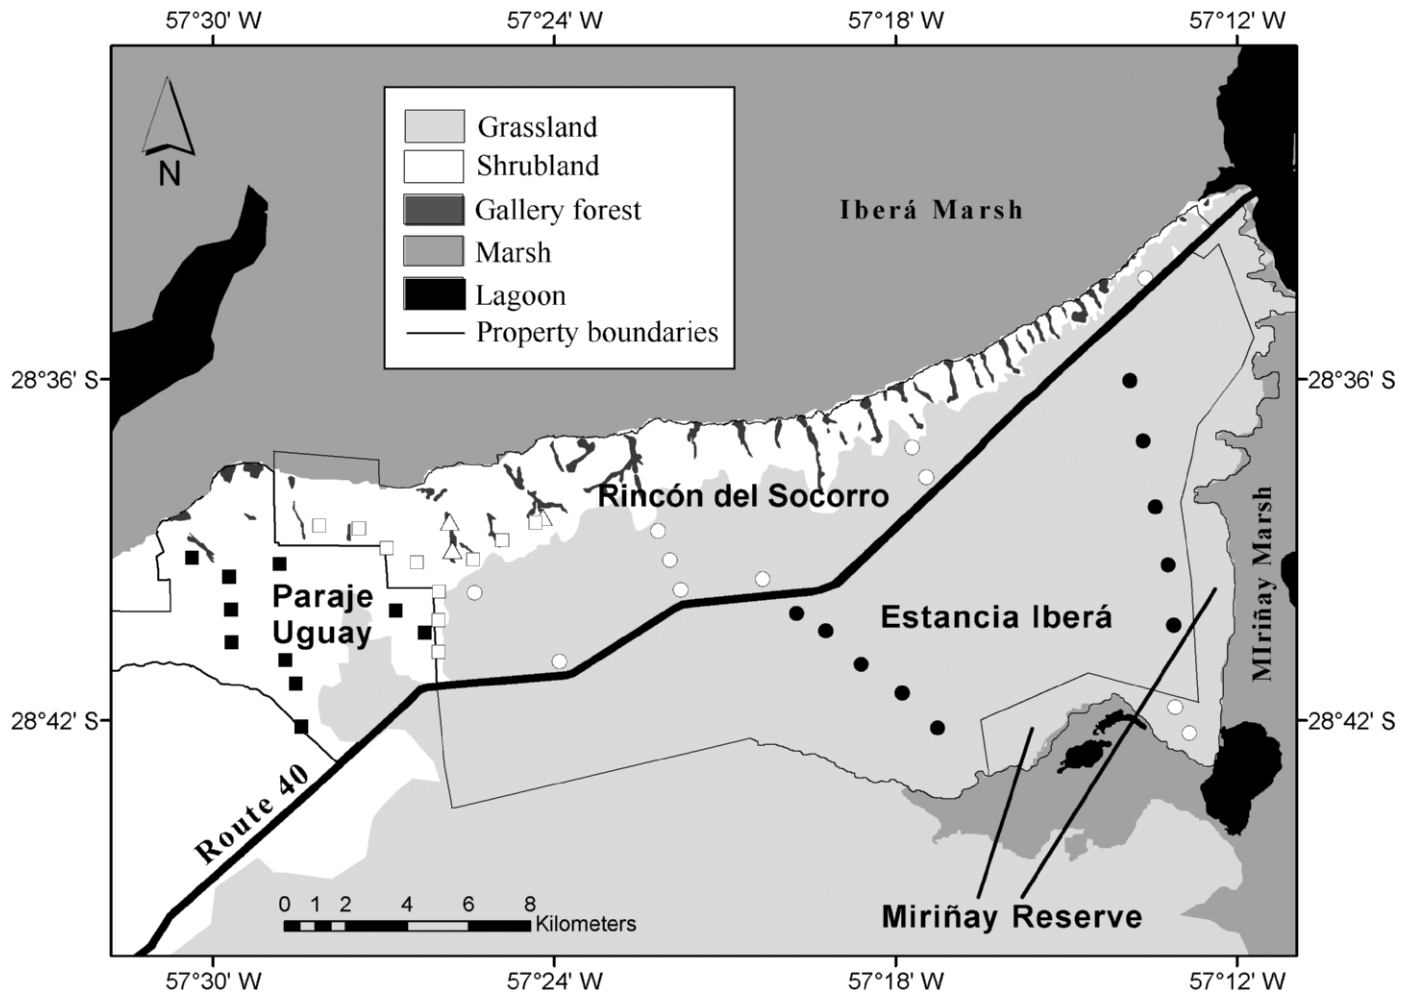 57°30' W 57°24' W 57°18' W 57°12' W
N
Grassland
Shrubland
Gallery forest
Marsh
Lagoon
Property boundaries
Iberá Marsh
28°36' S 28°36' S
Rincón del Socorro
MIriñay Marsh
Paraje
Uguay
Estancia Iberá
28°42' S 28°42' S
Route 40
0 1 2 4 6 8
Kilometers
Miriñay Reserve
57°30' W 57°24' W 57°18' W 57°12' W